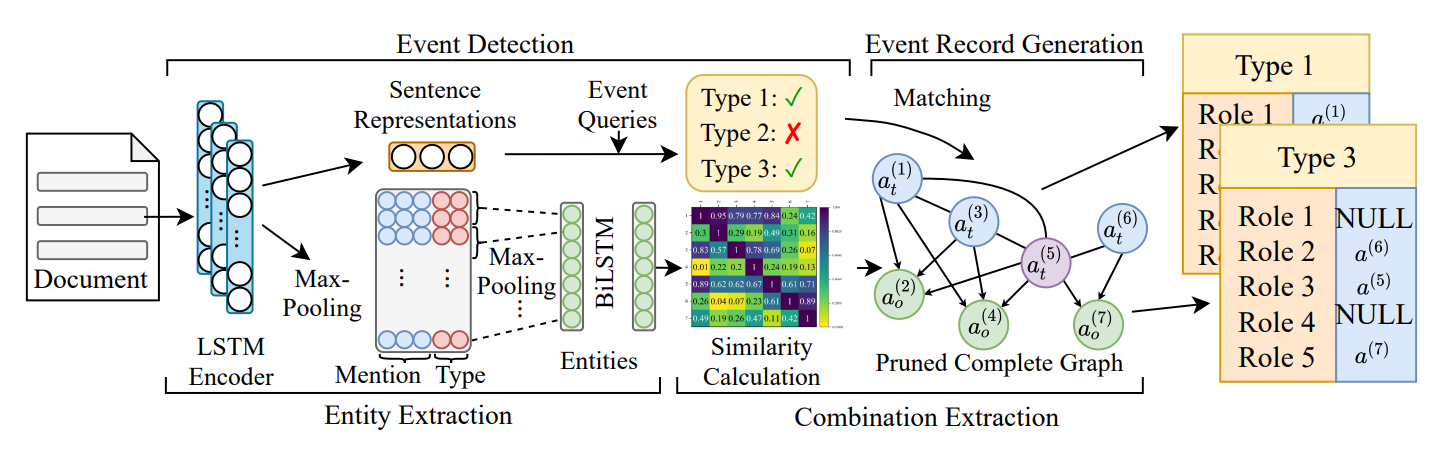 Event Detection
Event Record Generation
Document
LSTM
Encoder
Max-
Pooling
Sentence
Representations
Event
Queries
Type 1: ✓
Type 2: ✗
Type 3: ✓
Mention
Type
Max-
Pooling
BiLSTM
Entities
1 0.95 0.79 0.77 0.84 0.24 0.42
0.3 1 0.29 0.19 0.49 0.31 0.16
0.83 0.57 1 0.78 0.69 0.26 0.07
0.01 0.22 0.2 1 0.24 0.19 0.13
0.89 0.62 0.62 0.67 1 0.61 0.71
0.26 0.04 0.07 0.23 0.61 1 0.89
0.49 0.19 0.26 0.47 0.11 0.42 1
Similarity
Calculation
Matching
a_t^{(1)}
a_t^{(3)}
a_t^{(6)}
a_t^{(5)}
a_o^{(2)}
a_o^{(4)}
a_o^{(7)}
Pruned Complete Graph
Entity Extraction
Combination Extraction
Type 1
Role 1 a^{(1)}
Type 3
Role 1 NULL
Role 2 a^{(6)}
Role 3 a^{(5)}
Role 4 NULL
Role 5 a^{(7)}